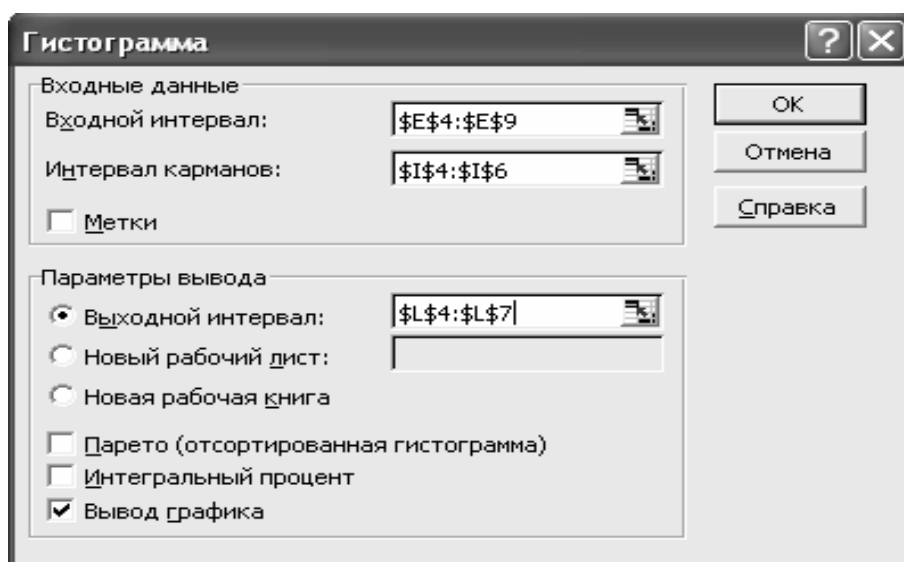 Гистограмма
Входные данные
Входной интервал: $E$4:$E$9
Интервал карманов: $I$4:$I$6
Метки
OK
Отмена
Справка
Параметры вывода
Выходной интервал: $L$4:$L$7
Новый рабочий лист:
Новая рабочая книга
Парето (отсортированная гистограмма)
Интегральный процент
Вывод графика